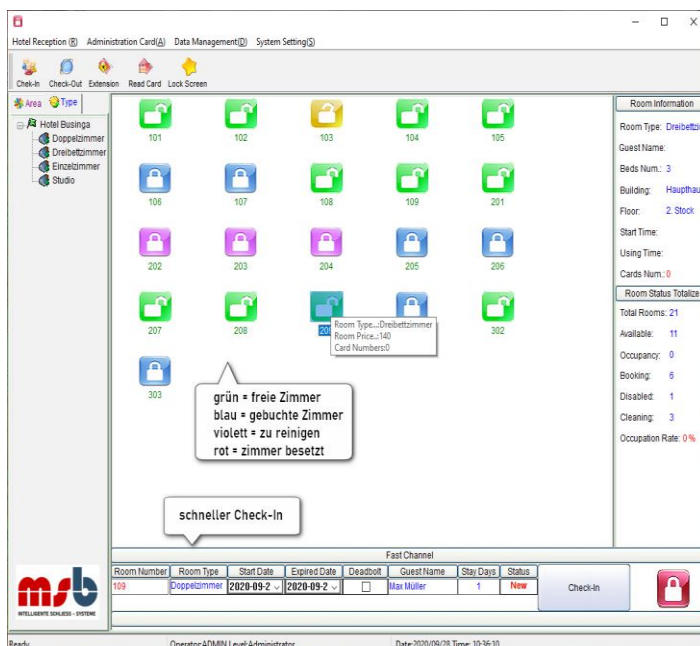 Hotel Reception (R) Administration Card(A) Data Management(D) System Setting(S)
Chek-In Check-Out Extension Read Card Lock Screen
Area Type
Hotel Businga
Doppelzimmer
Dreibettzimmer
Einzelzimmer
Studio
101 102 103 104 105
106 107 108 109 201
202 203 204 205 206
207 208 302
Room Type..:Dreibettzimmer
Room Price..:140
Card Numbers:0
303
grün = freie Zimmer
blau = gebuchte Zimmer
violett = zu reinigen
rot = zimmer besetzt
schneller Check-In
Room Information
Room Type: Dreibettzi
Guest Name:
Beds Num.: 3
Building: Haupthau
Floor: 2. Stock
Start Time:
Using Time:
Cards Num.: 0
Room Status Totalize
Total Rooms: 21
Available: 11
Occupancy: 0
Booking: 6
Disabled: 1
Cleaning: 3
Occupation Rate: 0%
Fast Channel
Room Number Room Type Start Date Expired Date Deadbolt Guest Name Stay Days Status
109 Doppelzimmer 2020-09-2 2020-09-2 Max Müller 1 New
Check-In
msb
INTELLIGENTE SCHLIESS - SYSTEME
Ready Operator:ADMIN Level:Administrator Date:2020/09/28 Time: 10:36:10